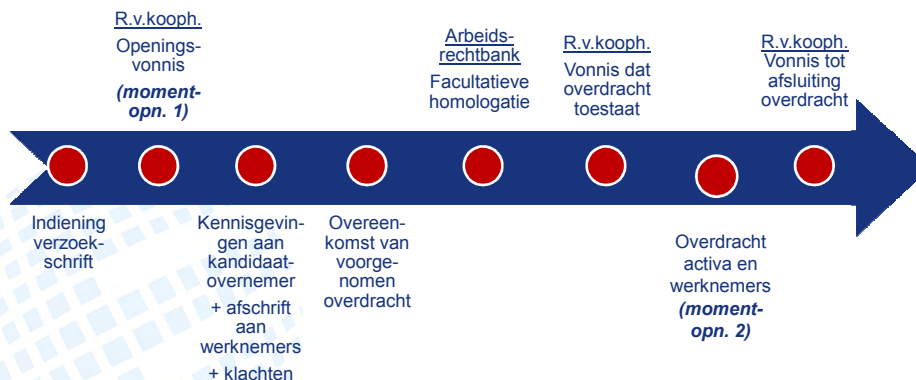 R.v.kooph.
Openings-
vonnis
(moment-
opn. 1)
Arbeids-
rechtbank
Facultatieve
homologatie
R.v.kooph.
Vonnis dat
overdracht
toestaat
R.v.kooph.
Vonnis tot
afsluiting
overdracht
Indiening
verzoek-
schrift
Kennisgevin-
gen aan
kandidaat-
overnemer
+ afschrift
aan
werknemers
+ klachten
Overeen-
komst van
voorge-
nomen
overdracht
Overdracht
activa en
werknemers
(moment-
opn. 2)